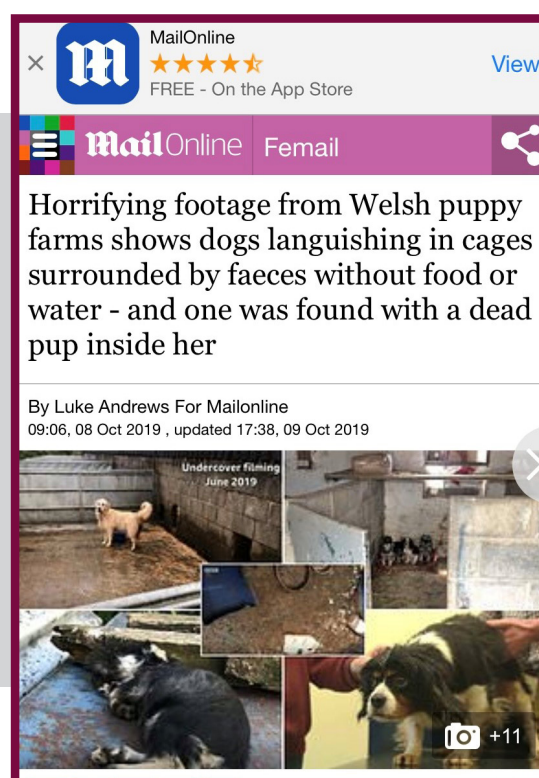 MailOnline
FREE - On the App Store
View
MailOnline Femail
Horrifying footage from Welsh puppy
farms shows dogs languishing in cages
surrounded by faeces without food or
water - and one was found with a dead
pup inside her
By Luke Andrews For Mailonline
09:06, 08 Oct 2019 , updated 17:38, 09 Oct 2019
Undercover filming
June 2019
+11